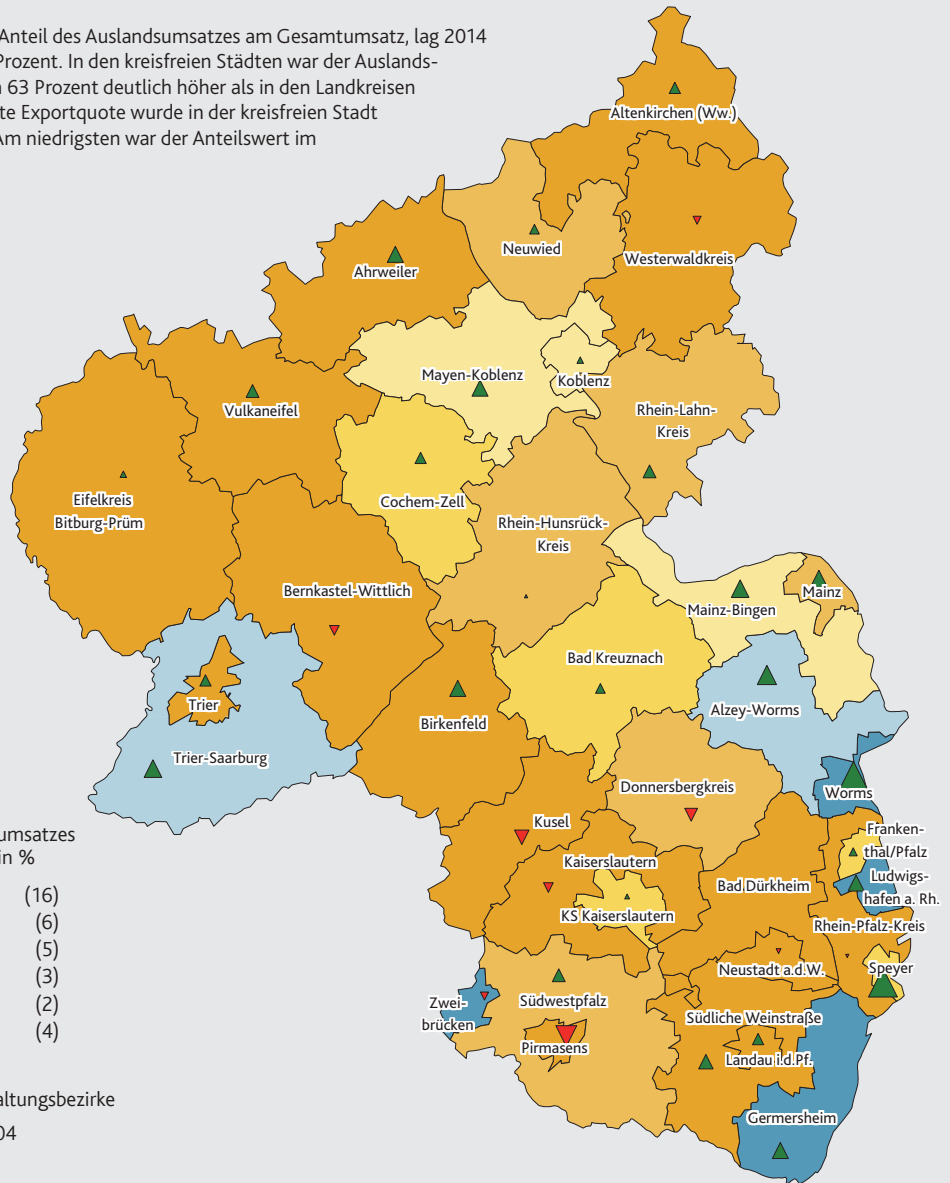 Anteil des Auslandsumsatzes am Gesamtumsatz, lag 2014
Prozent. In den kreisfreien Städten war der Auslands-
63 Prozent deutlich höher als in den Landkreisen
te Exportquote wurde in der kreisfreien Stadt
Am niedrigsten war der Anteilswert im
Altenkirchen (Ww.)
Neuwied
Westerwaldkreis
Ahrweiler
Mayen-Koblenz
Koblenz
Vulkaneifel
Rhein-Lahn-
Kreis
Cochem-Zell
Eifelkreis
Bitburg-Prüm
Rhein-Hunsrück-
Kreis
Bernkastel-Wittlich
Mainz
Mainz-Bingen
Bad Kreuznach
Trier
Birkenfeld
Alzey-Worms
Trier-Saarburg
Donnersbergkreis
Worms
Kusel
Franken-
thal/Pfalz
umsatzes
in %
Kaiserslautern
Ludwigs-
hafen a. Rh.
Bad Dürkheim
(16)
KS Kaiserslautern
(6)
Rhein-Pfalz-Kreis
(5)
Neustadt a.d.W.
Speyer
(3)
Zwei-
brücken
Südwestpfalz
(2)
Südliche Weinstraße
(4)
Pirmasens
Landau i.d.Pf.
altungsbezirke
Germersheim
04